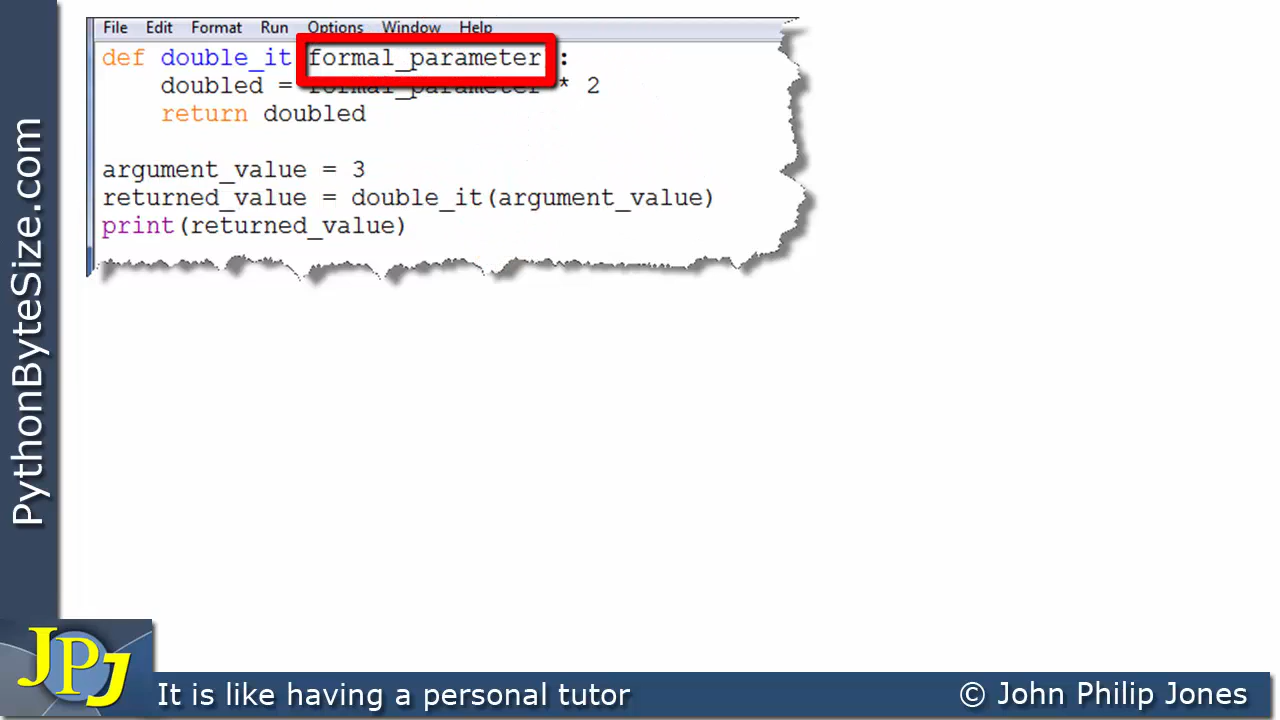 File Edit Format Run Options Window Help
def double_it formal_parameter :
doubled = formal_parameter * 2
return doubled
argument_value = 3
returned_value = double_it(argument_value)
print(returned_value)
PythonByteSize.com
JPJ
It is like having a personal tutor
© John Philip Jones